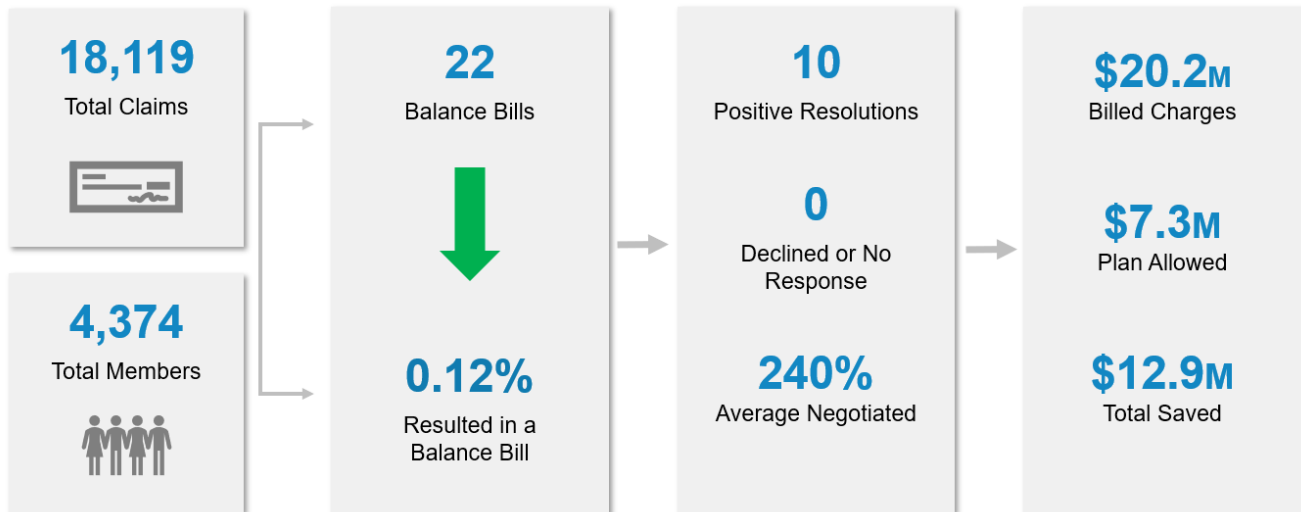 18,119
Total Claims
4,374
Total Members
22
Balance Bills
0.12%
Resulted in a
Balance Bill
10
Positive Resolutions
0
Declined or No
Response
240%
Average Negotiated
$20.2M
Billed Charges
$7.3M
Plan Allowed
$12.9M
Total Saved